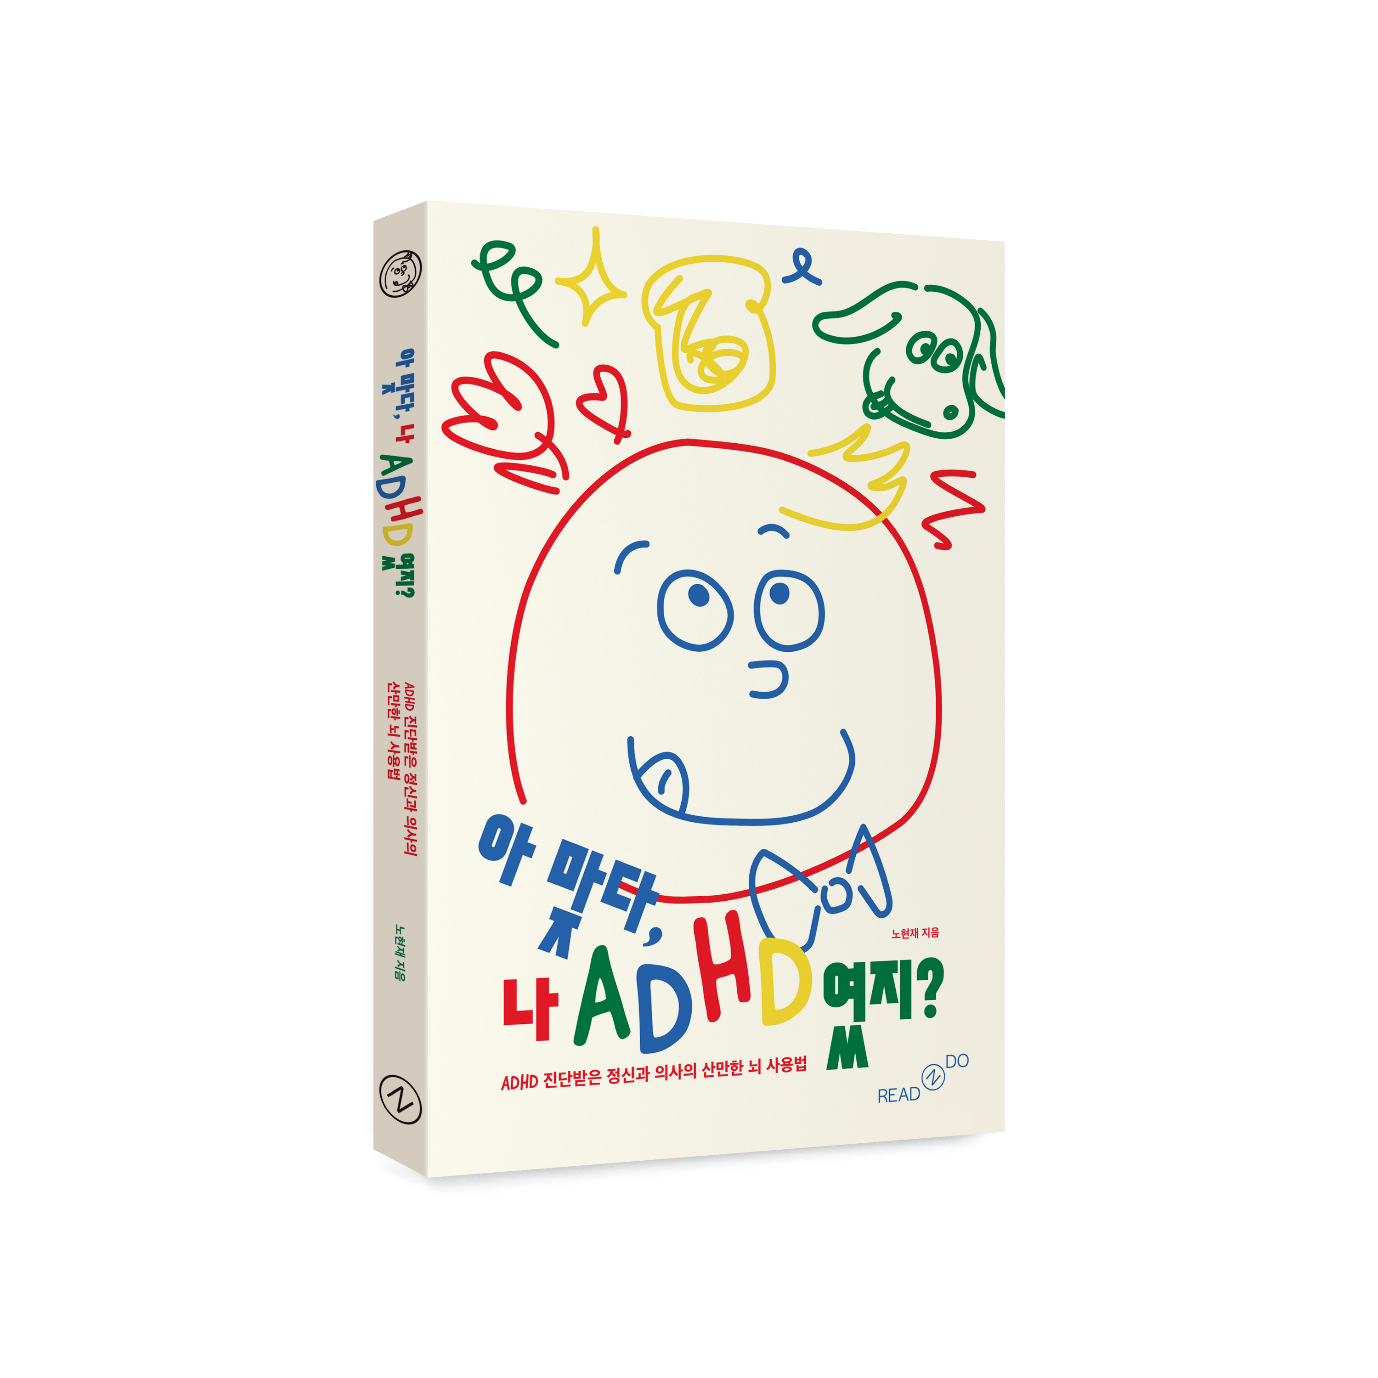 아 맞다,
나 ADHD 였지?
노현재 지음
ADHD 진단받은 정신과 의사의 산만한 뇌 사용법
READ N DO
아 맞다, 나 ADHD 였지?
ADHD 진단받은 정신과 의사의
산만한 뇌 사용법
노현재 지음
N